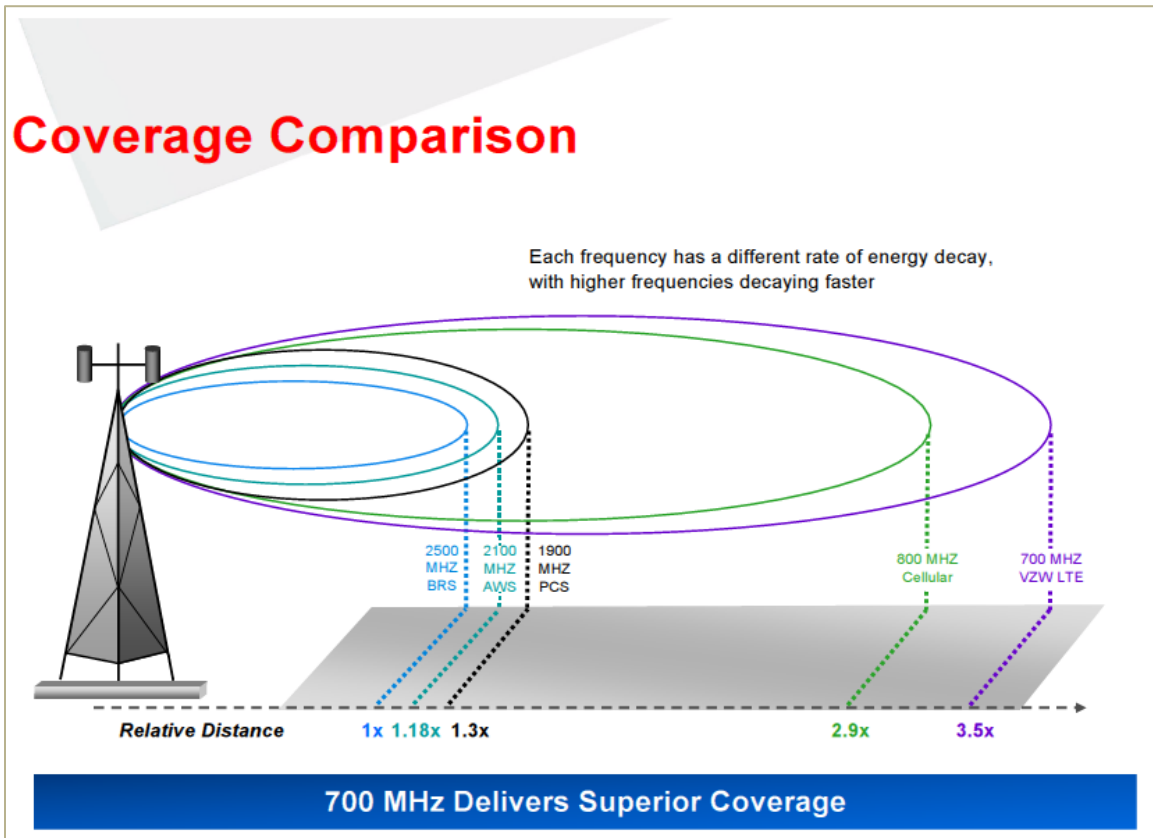 Coverage Comparison
Each frequency has a different rate of energy decay,
with higher frequencies decaying faster
2500
MHZ
BRS
2100
MHZ
AWS
1900
MHZ
PCS
800 MHZ
Cellular
700 MHZ
VZW LTE
Relative Distance
1x
1.18x
1.3x
2.9x
3.5x
700 MHz Delivers Superior Coverage